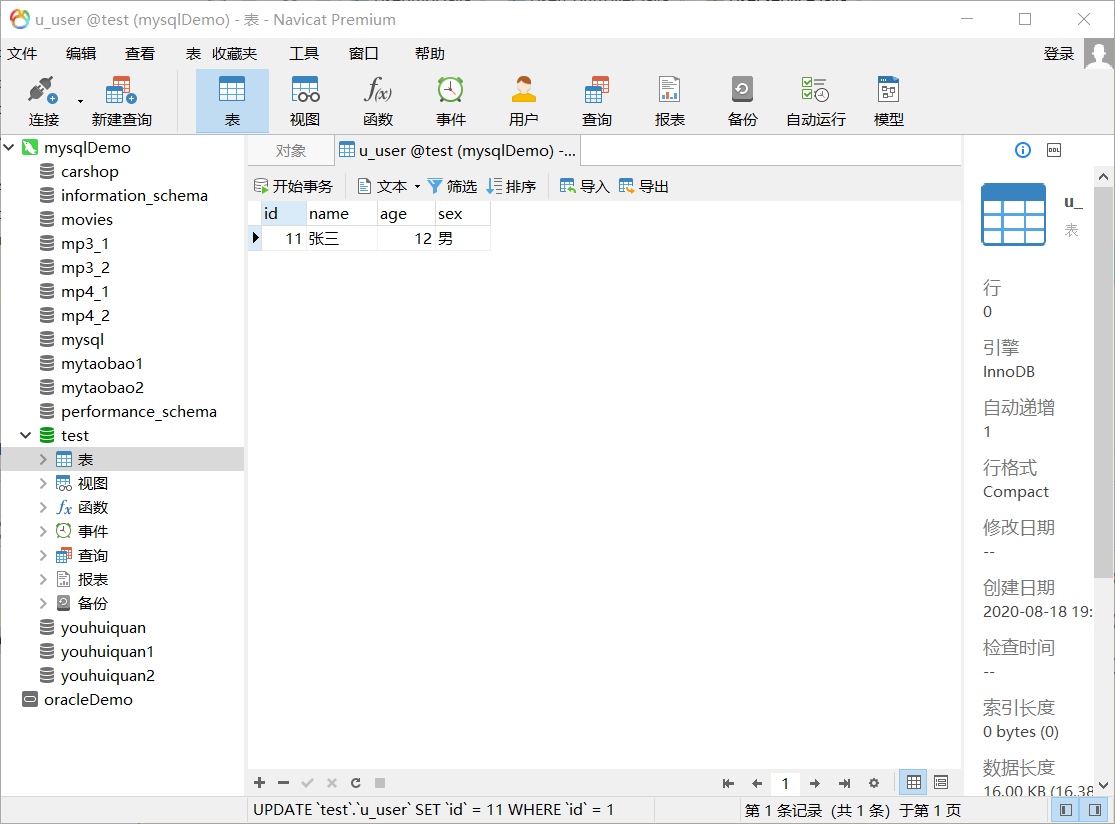 u_user @test (mysqlDemo) - 表 - Navicat Premium
文件 编辑 查看 表 收藏夹 工具 窗口 帮助 登录
连接 新建查询 表 视图 函数 事件 用户 查询 报表 备份 自动运行 模型
mysqlDemo
carshop
information_schema
movies
mp3_1
mp3_2
mp4_1
mp4_2
mysql
mytaobao1
mytaobao2
performance_schema
test
表
视图
函数
事件
查询
报表
备份
youhuiquan
youhuiquan1
youhuiquan2
oracleDemo
对象 u_user @test (mysqlDemo) -...
开始事务 文本 筛选 排序 导入 导出
id name age sex
11 张三 12 男
DDL
u_
表
行
0
引擎
InnoDB
自动递增
1
行格式
Compact
修改日期
--
创建日期
2020-08-18 19:
检查时间
--
索引长度
0 bytes (0)
数据长度
16.00 KB (16,38
1
UPDATE `test`.`u_user` SET `id` = 11 WHERE `id` = 1
第 1 条记录 (共 1 条) 于第 1 页